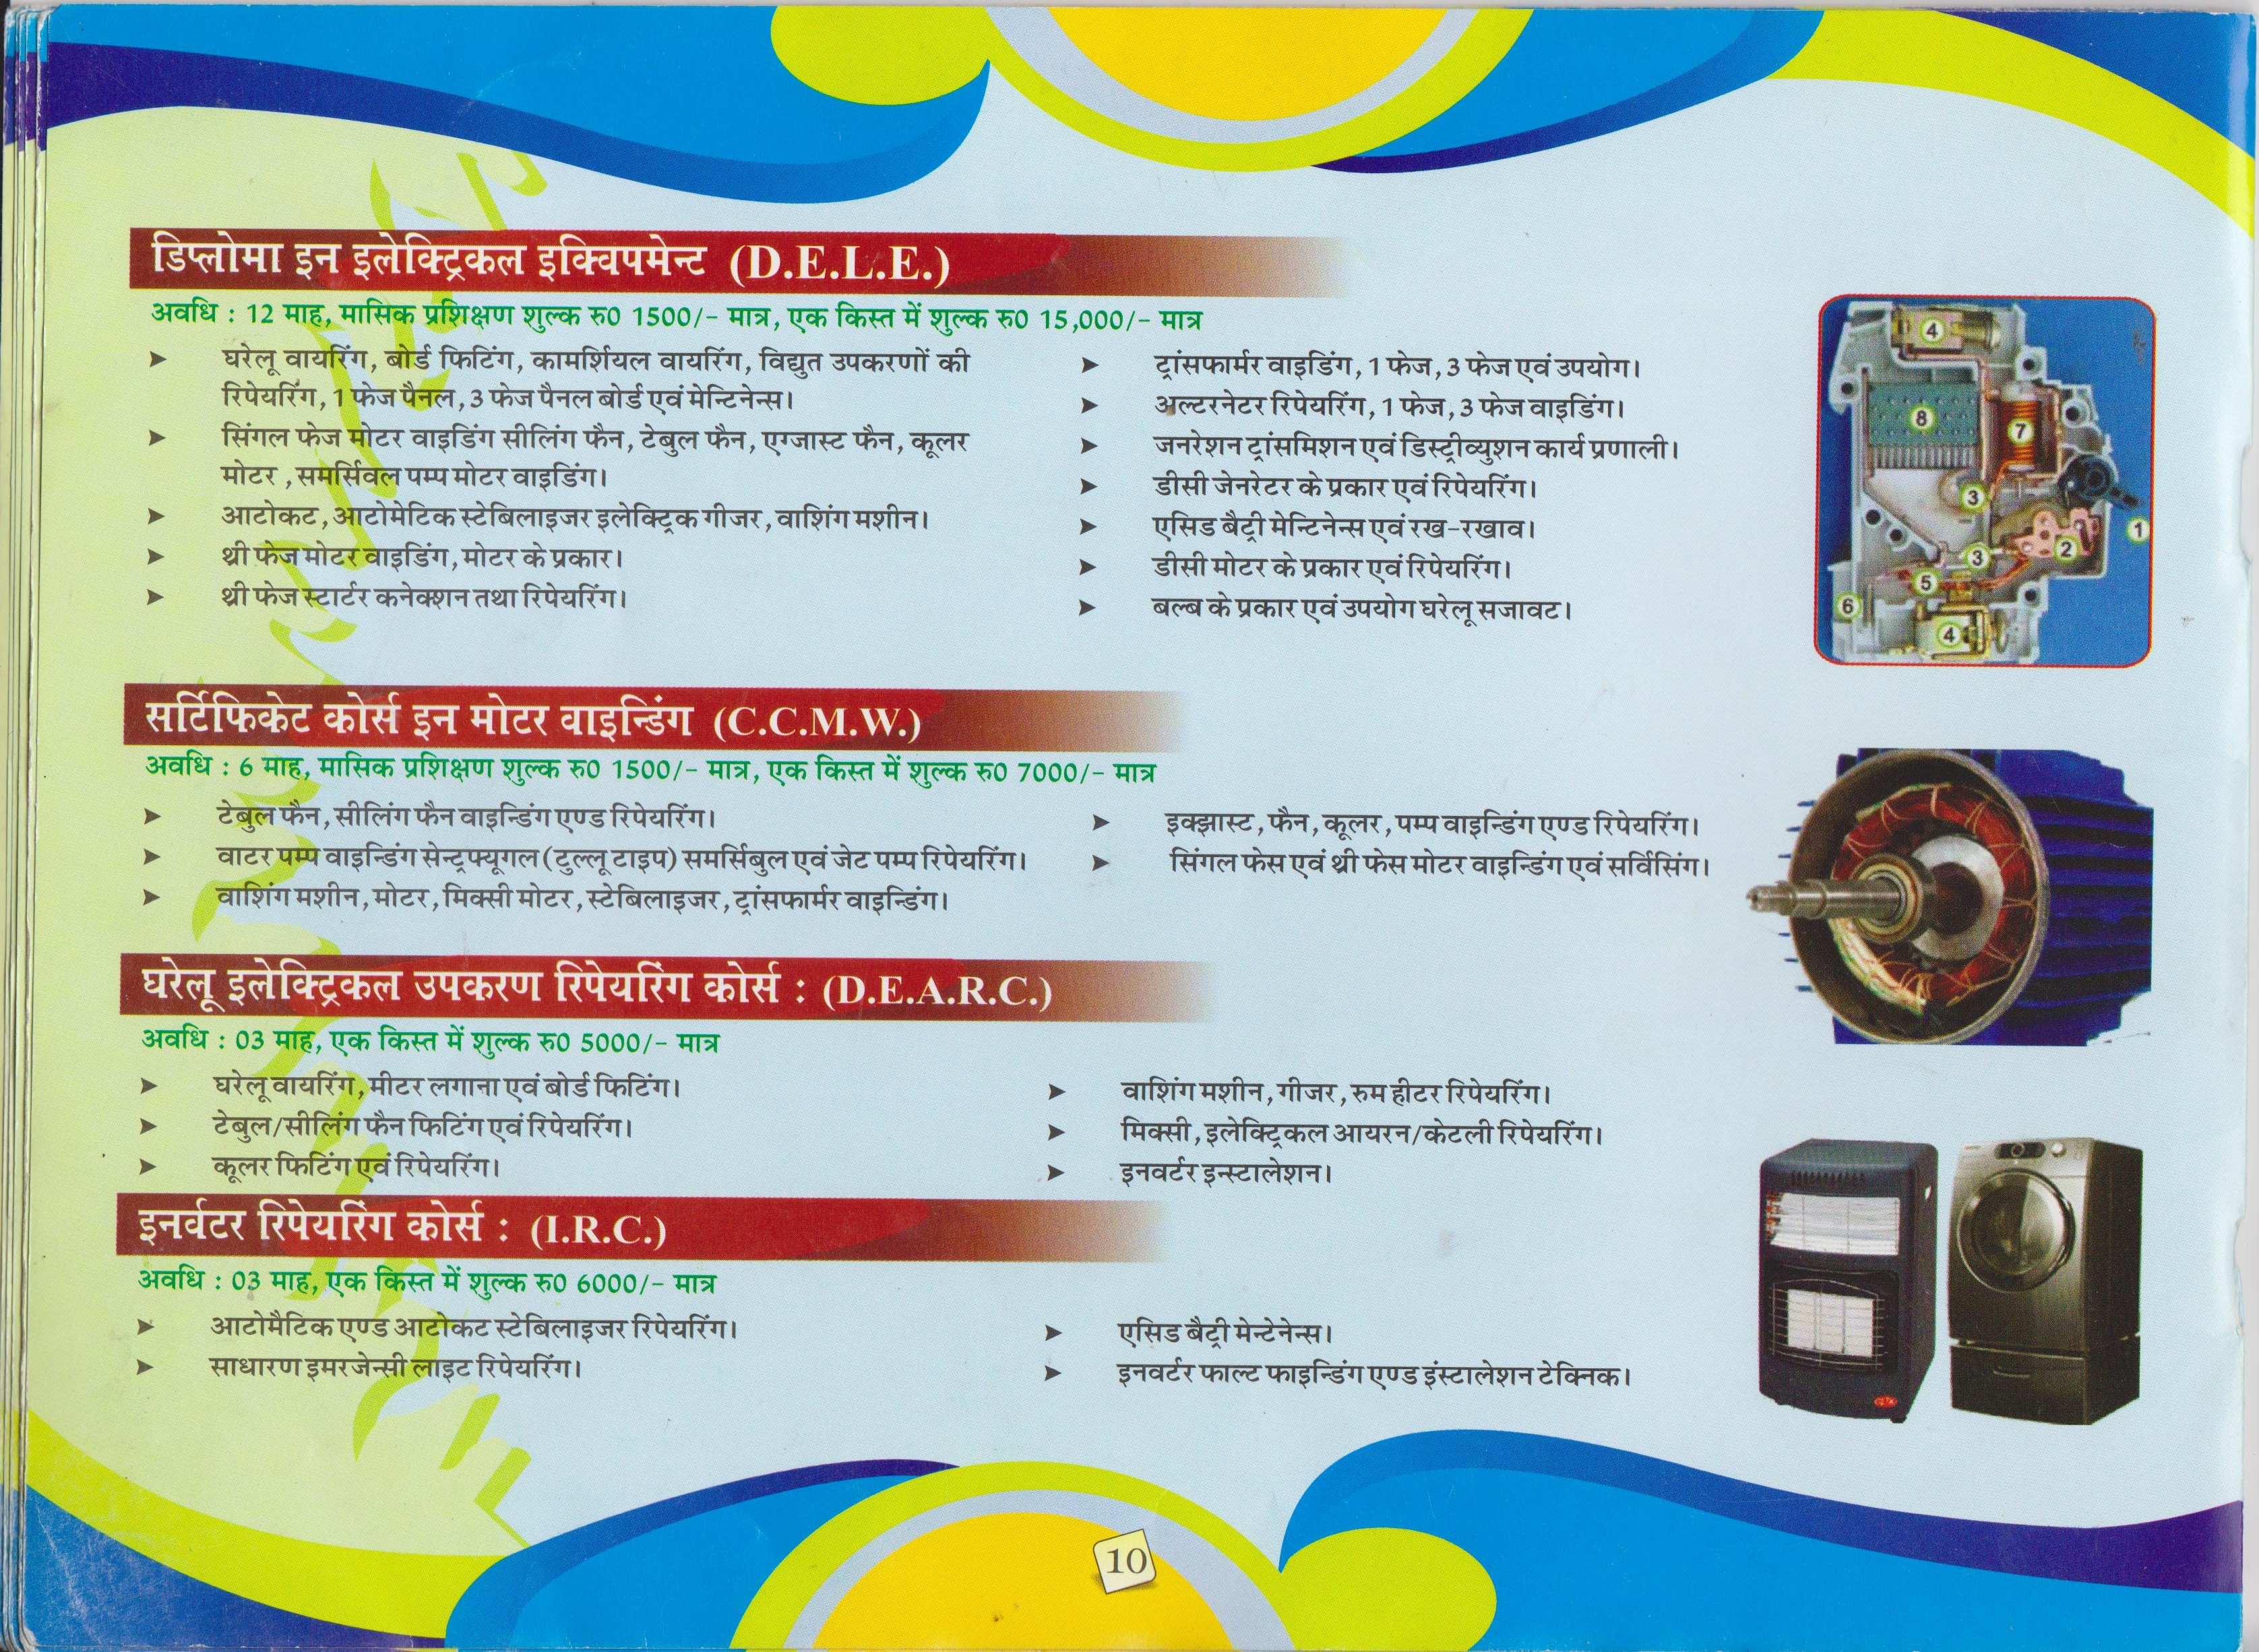 डिप्लोमा इन इलेक्ट्रिकल इक्विपमेन्ट (D.E.L.E.)
अवधि : 12 माह, मासिक प्रशिक्षण शुल्क रु0 1500/- मात्र, एक किस्त में शुल्क रु0 15,000/- मात्र
➤ घरेलू वायरिंग, बोर्ड फिटिंग, कामर्शियल वायरिंग, विद्युत उपकरणों की
रिपेयरिंग, 1 फेज पैनल, 3 फेज पैनल बोर्ड एवं मेन्टिनेन्स।
➤ सिंगल फेज मोटर वाइडिंग सीलिंग फैन, टेबुल फैन, एग्जास्ट फैन, कूलर
मोटर , समर्सिवल पम्प मोटर वाइडिंग।
➤ आटोकट, आटोमेटिक स्टेबिलाइजर इलेक्ट्रिक गीजर, वाशिंग मशीन।
➤ थ्री फेज मोटर वाइडिंग, मोटर के प्रकार।
➤ थ्री फेज स्टार्टर कनेक्शन तथा रिपेयरिंग।
➤ ट्रांसफार्मर वाइडिंग, 1 फेज, 3 फेज एवं उपयोग।
➤ अल्टरनेटर रिपेयरिंग, 1 फेज, 3 फेज वाइडिंग।
➤ जनरेशन ट्रांसमिशन एवं डिस्ट्रीव्युशन कार्य प्रणाली।
➤ डीसी जेनरेटर के प्रकार एवं रिपेयरिंग।
➤ एसिड बैट्री मेन्टिनेन्स एवं रख-रखाव।
➤ डीसी मोटर के प्रकार एवं रिपेयरिंग।
➤ बल्ब के प्रकार एवं उपयोग घरेलू सजावट।
4
8
7
3
1
2
3
5
6
4
सर्टिफिकेट कोर्स इन मोटर वाइन्डिंग (C.C.M.W.)
अवधि : 6 माह, मासिक प्रशिक्षण शुल्क रु0 1500/- मात्र, एक किस्त में शुल्क रु0 7000/- मात्र
➤ टेबुल फैन, सीलिंग फैन वाइन्डिंग एण्ड रिपेयरिंग।
➤ वाटर पम्प वाइन्डिंग सेन्ट्रफ्यूगल (टुल्लू टाइप) समर्सिबुल एवं जेट पम्प रिपेयरिंग।
➤ वाशिंग मशीन, मोटर, मिक्सी मोटर, स्टेबिलाइजर, ट्रांसफार्मर वाइन्डिंग।
➤ इक्झास्ट, फैन, कूलर, पम्प वाइन्डिंग एण्ड रिपेयरिंग।
➤ सिंगल फेस एवं थ्री फेस मोटर वाइन्डिंग एवं सर्विसिंग।
घरेलू इलेक्ट्रिकल उपकरण रिपेयरिंग कोर्स : (D.E.A.R.C.)
अवधि : 03 माह, एक किस्त में शुल्क रु0 5000/- मात्र
➤ घरेलू वायरिंग, मीटर लगाना एवं बोर्ड फिटिंग।
➤ टेबुल/सीलिंग फैन फिटिंग एवं रिपेयरिंग।
➤ कूलर फिटिंग एवं रिपेयरिंग।
➤ वाशिंग मशीन, गीजर, रुम हीटर रिपेयरिंग।
➤ मिक्सी, इलेक्ट्रिकल आयरन/केटली रिपेयरिंग।
➤ इनवर्टर इन्स्टालेशन।
इनर्वटर रिपेयरिंग कोर्स : (I.R.C.)
अवधि : 03 माह, एक किस्त में शुल्क रु0 6000/- मात्र
➤ आटोमैटिक एण्ड आटोकट स्टेबिलाइजर रिपेयरिंग।
➤ साधारण इमरजेन्सी लाइट रिपेयरिंग।
➤ एसिड बैट्री मेन्टेनेन्स।
➤ इनवर्टर फाल्ट फाइन्डिंग एण्ड इंस्टालेशन टेक्निक।
10